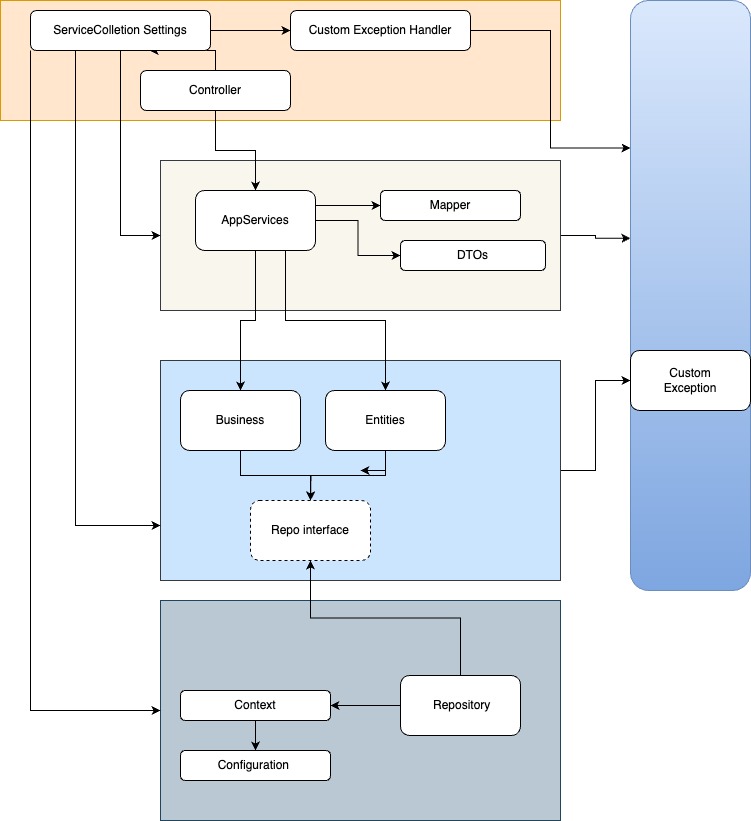 ServiceColletion Settings
Custom Exception Handler
Controller
AppServices
Mapper
DTOs
Custom
Exception
Business
Entities
Repo interface
Context
Repository
Configuration